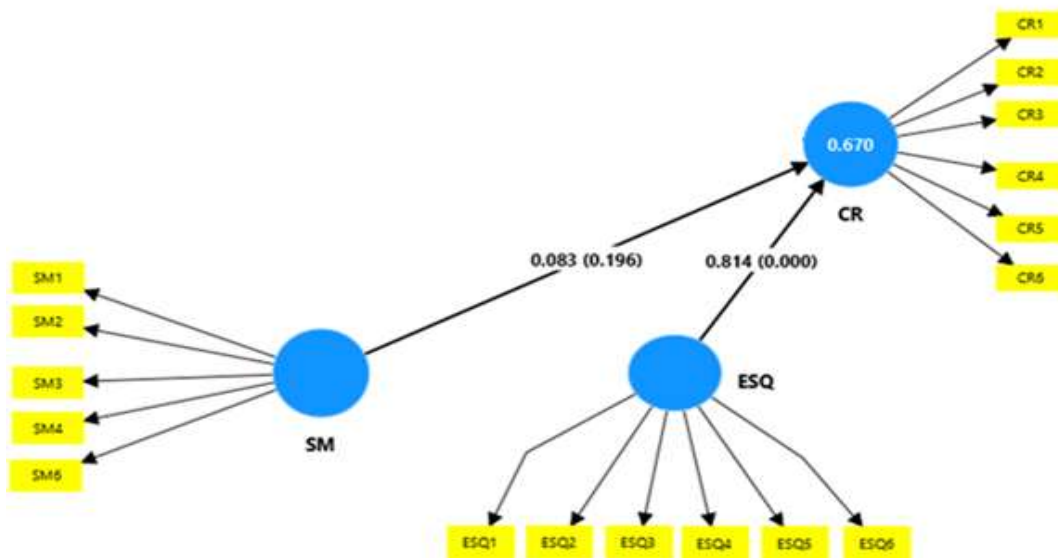 CR1
CR2
CR3
0.670
CR4
CR
CR5
0.083 (0.196)
0.814 (0.000)
CR6
SM1
SM2
SM3
ESQ
SM4
SM
SM6
ESQ1
ESQ2
ESQ3
ESQ4
ESQ5
ESQ6